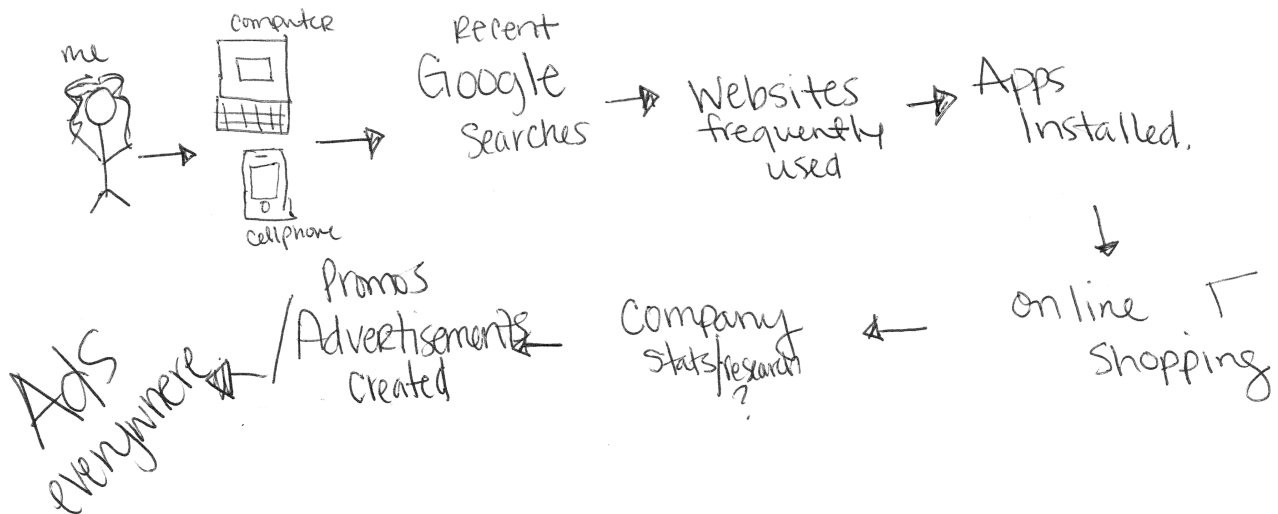 me
computer
cellphone
Recent
Google
Searches
Websites
frequently
used
Apps
Installed.
online
shopping
Company
stats/research
?
Promos
Advertisements
created
Ads
everywhere